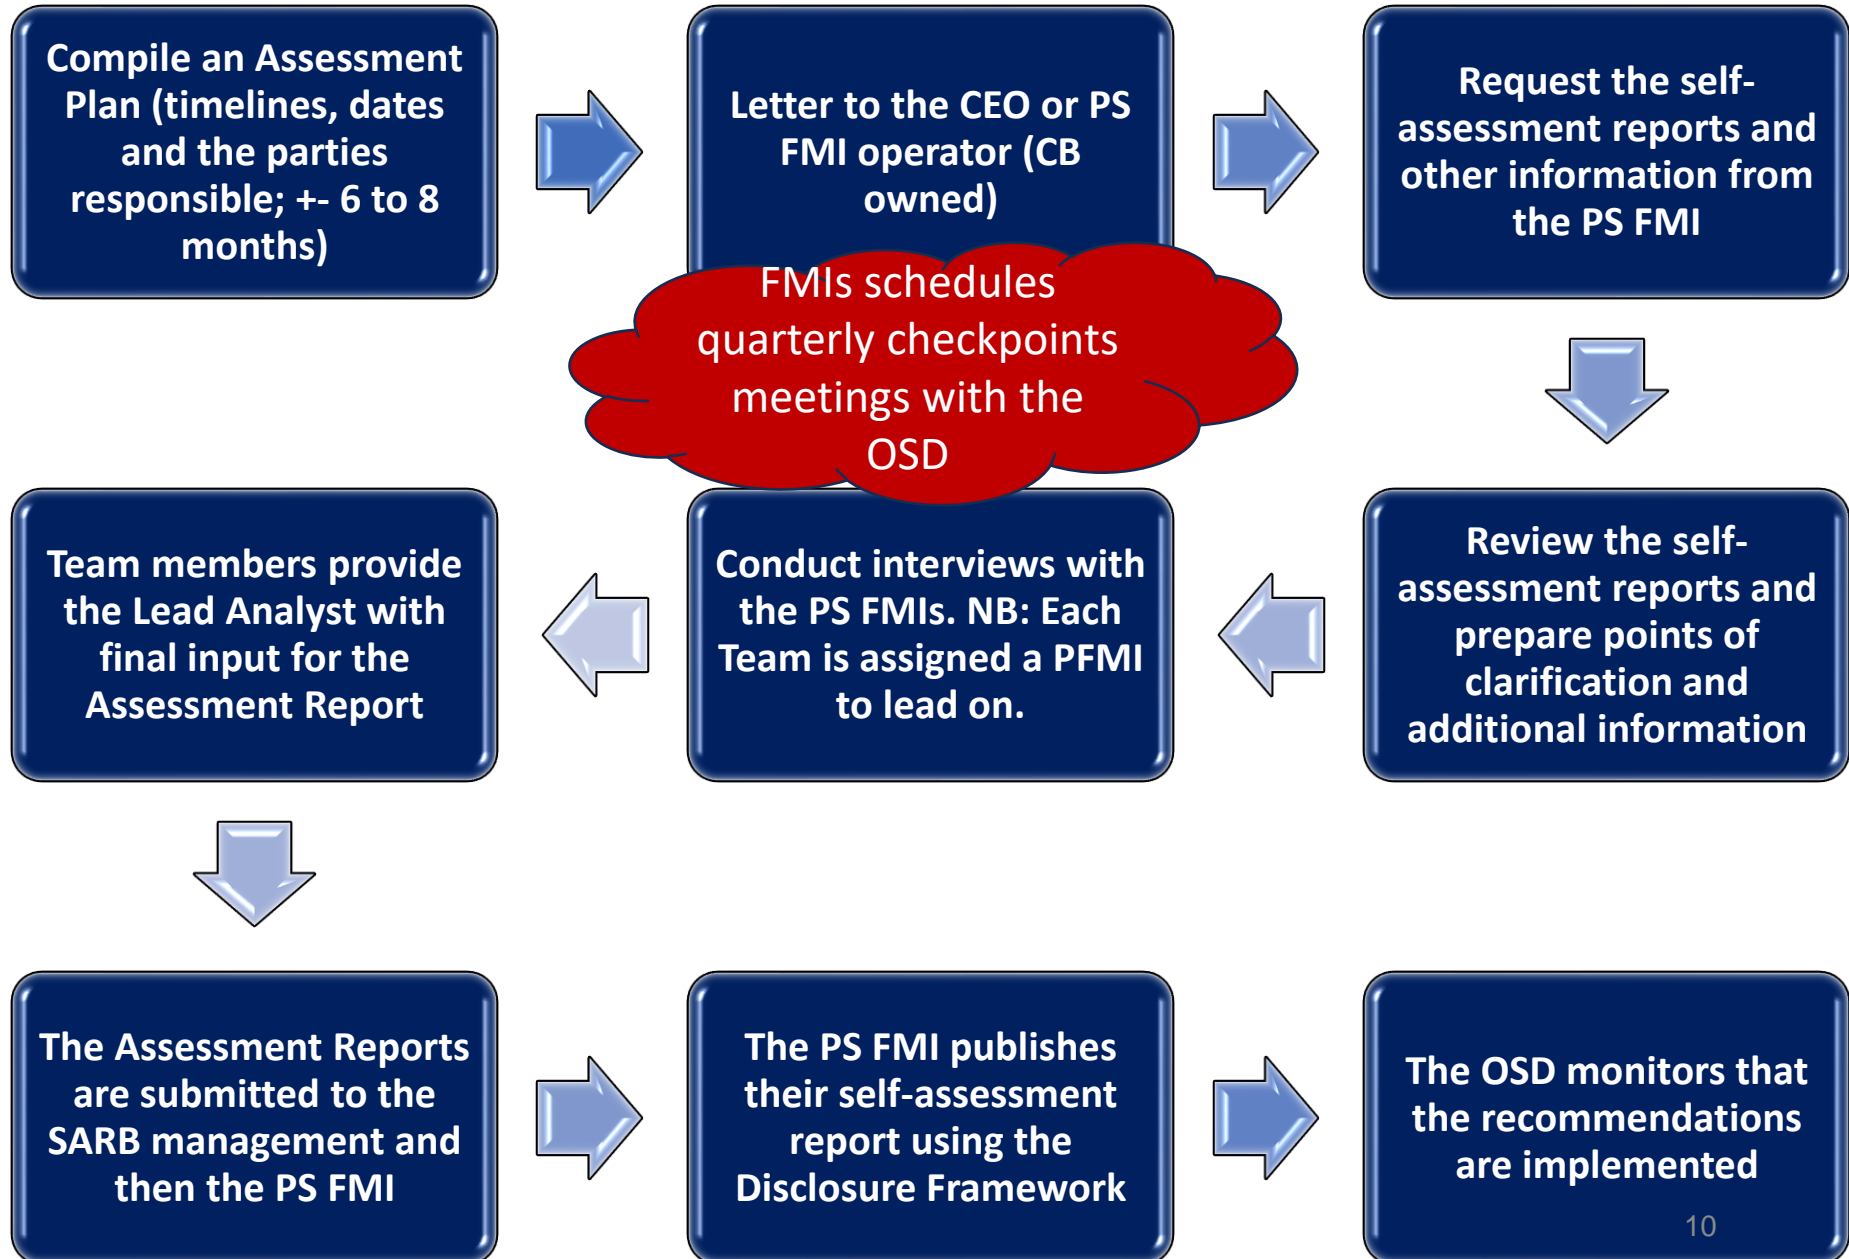 Compile an Assessment
Plan (timelines, dates
and the parties
responsible; +- 6 to 8
months)
Letter to the CEO or PS
FMI operator (CB
owned)
Request the self-
assessment reports and
other information from
the PS FMI
FMIs schedules
quarterly checkpoints
meetings with the
OSD
Review the self-
assessment reports and
prepare points of
clarification and
additional information
Conduct interviews with
the PS FMIs. NB: Each
Team is assigned a PFMI
to lead on.
Team members provide
the Lead Analyst with
final input for the
Assessment Report
The Assessment Reports
are submitted to the
SARB management and
then the PS FMI
The PS FMI publishes
their self-assessment
report using the
Disclosure Framework
The OSD monitors that
the recommendations
are implemented
10